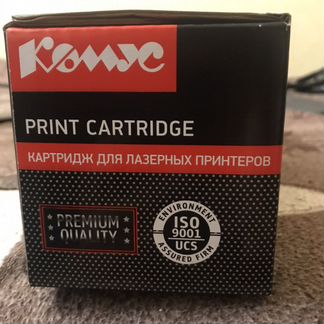 Комус
PRINT CARTRIDGE
КАРТРИДЖ ДЛЯ ЛАЗЕРНЫХ ПРИНТЕРОВ
PREMIUM
QUALITY
ENVIRONMENT
ISO
9001
UCS
ASSURED FIRM